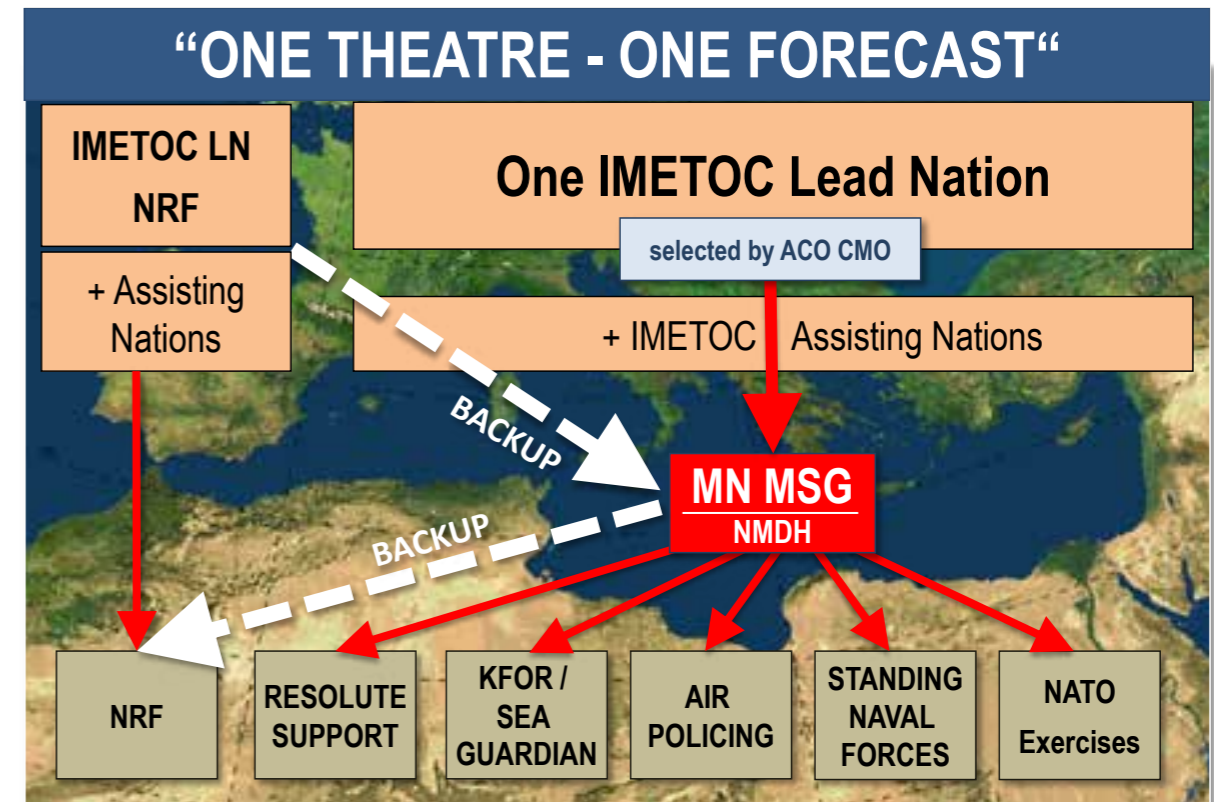 “ONE THEATRE - ONE FORECAST“
IMETOC LN
NRF
+ Assisting
Nations
One IMETOC Lead Nation
selected by ACO CMO
+ IMETOC Assisting Nations
BACKUP
MN MSG
NMDH
BACKUP
NRF
RESOLUTE
SUPPORT
KFOR /
SEA
GUARDIAN
AIR
POLICING
STANDING
NAVAL
FORCES
NATO
Exercises